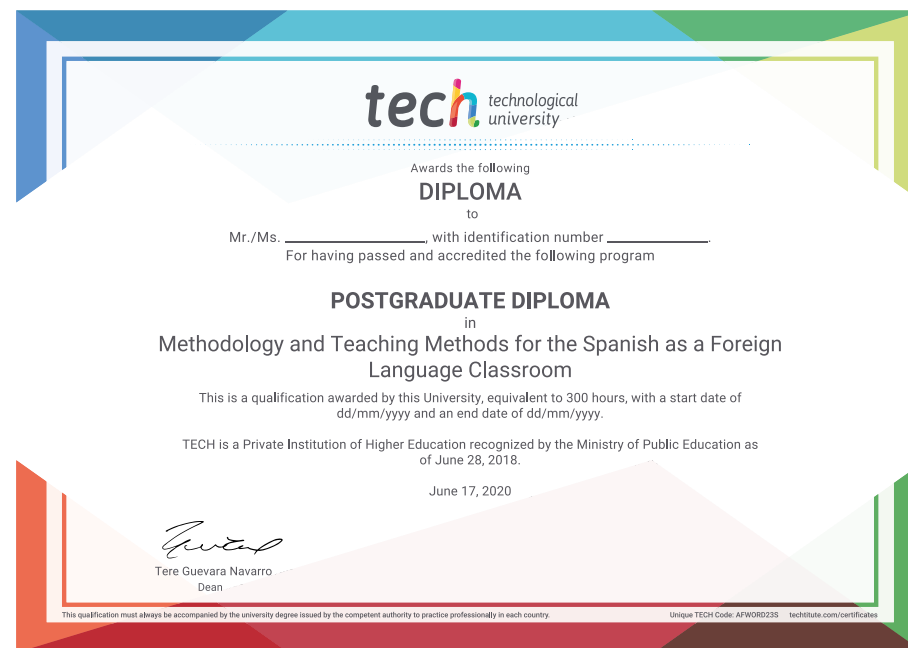 tech technological
university
Awards the following
DIPLOMA
to
Mr./Ms. ____________________, with identification number ______________.
For having passed and accredited the following program
POSTGRADUATE DIPLOMA
in
Methodology and Teaching Methods for the Spanish as a Foreign
Language Classroom
This is a qualification awarded by this University, equivalent to 300 hours, with a start date of
dd/mm/yyyy and an end date of dd/mm/yyyy.
TECH is a Private Institution of Higher Education recognized by the Ministry of Public Education as
of June 28, 2018.
June 17, 2020
Tere Guevara Navarro
Dean
This qualification must always be accompanied by the university degree issued by the competent authority to practice professionally in each country. Unique TECH Code: AFWORD23S techtitute.com/certificates